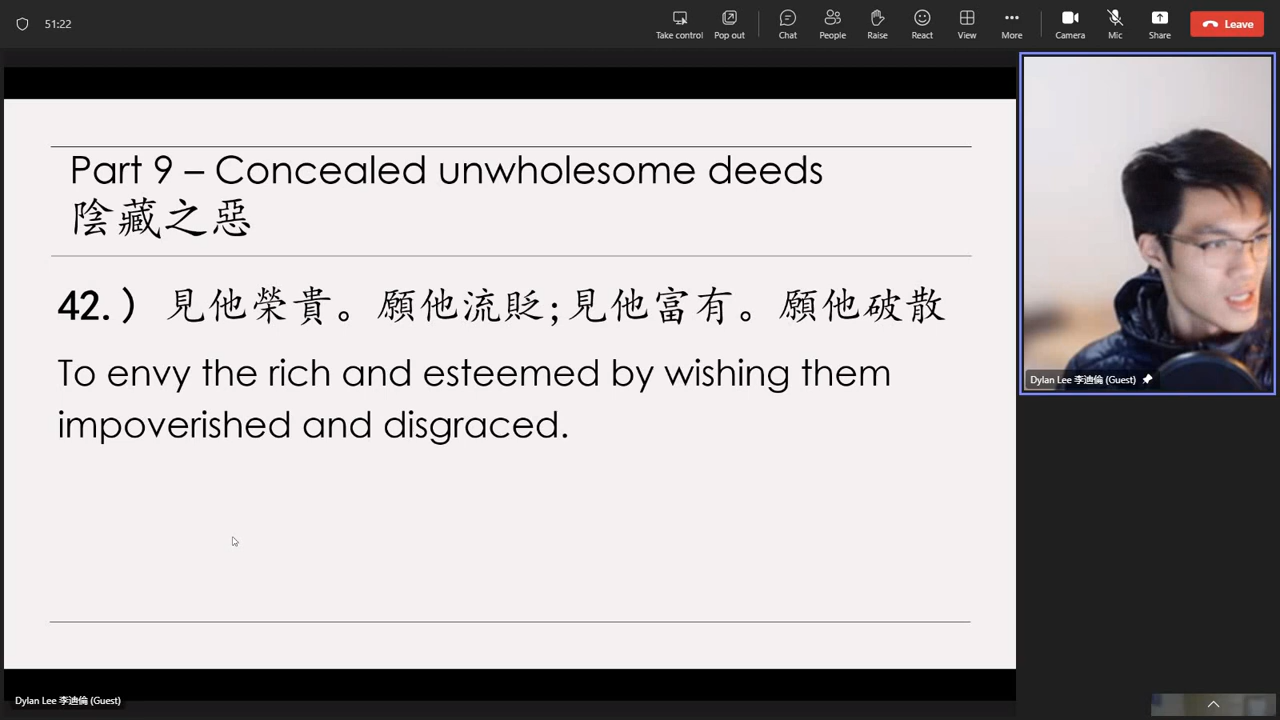 51:22
Take control
Pop out
Chat
People
Raise
React
View
More
Camera
Mic
Share
Leave
Part 9 – Concealed unwholesome deeds
陰藏之惡
42.）見他榮貴。願他流貶;見他富有。願他破散
To envy the rich and esteemed by wishing them
impoverished and disgraced.
Dylan Lee 李迪倫 (Guest)
Dylan Lee 李迪倫 (Guest)